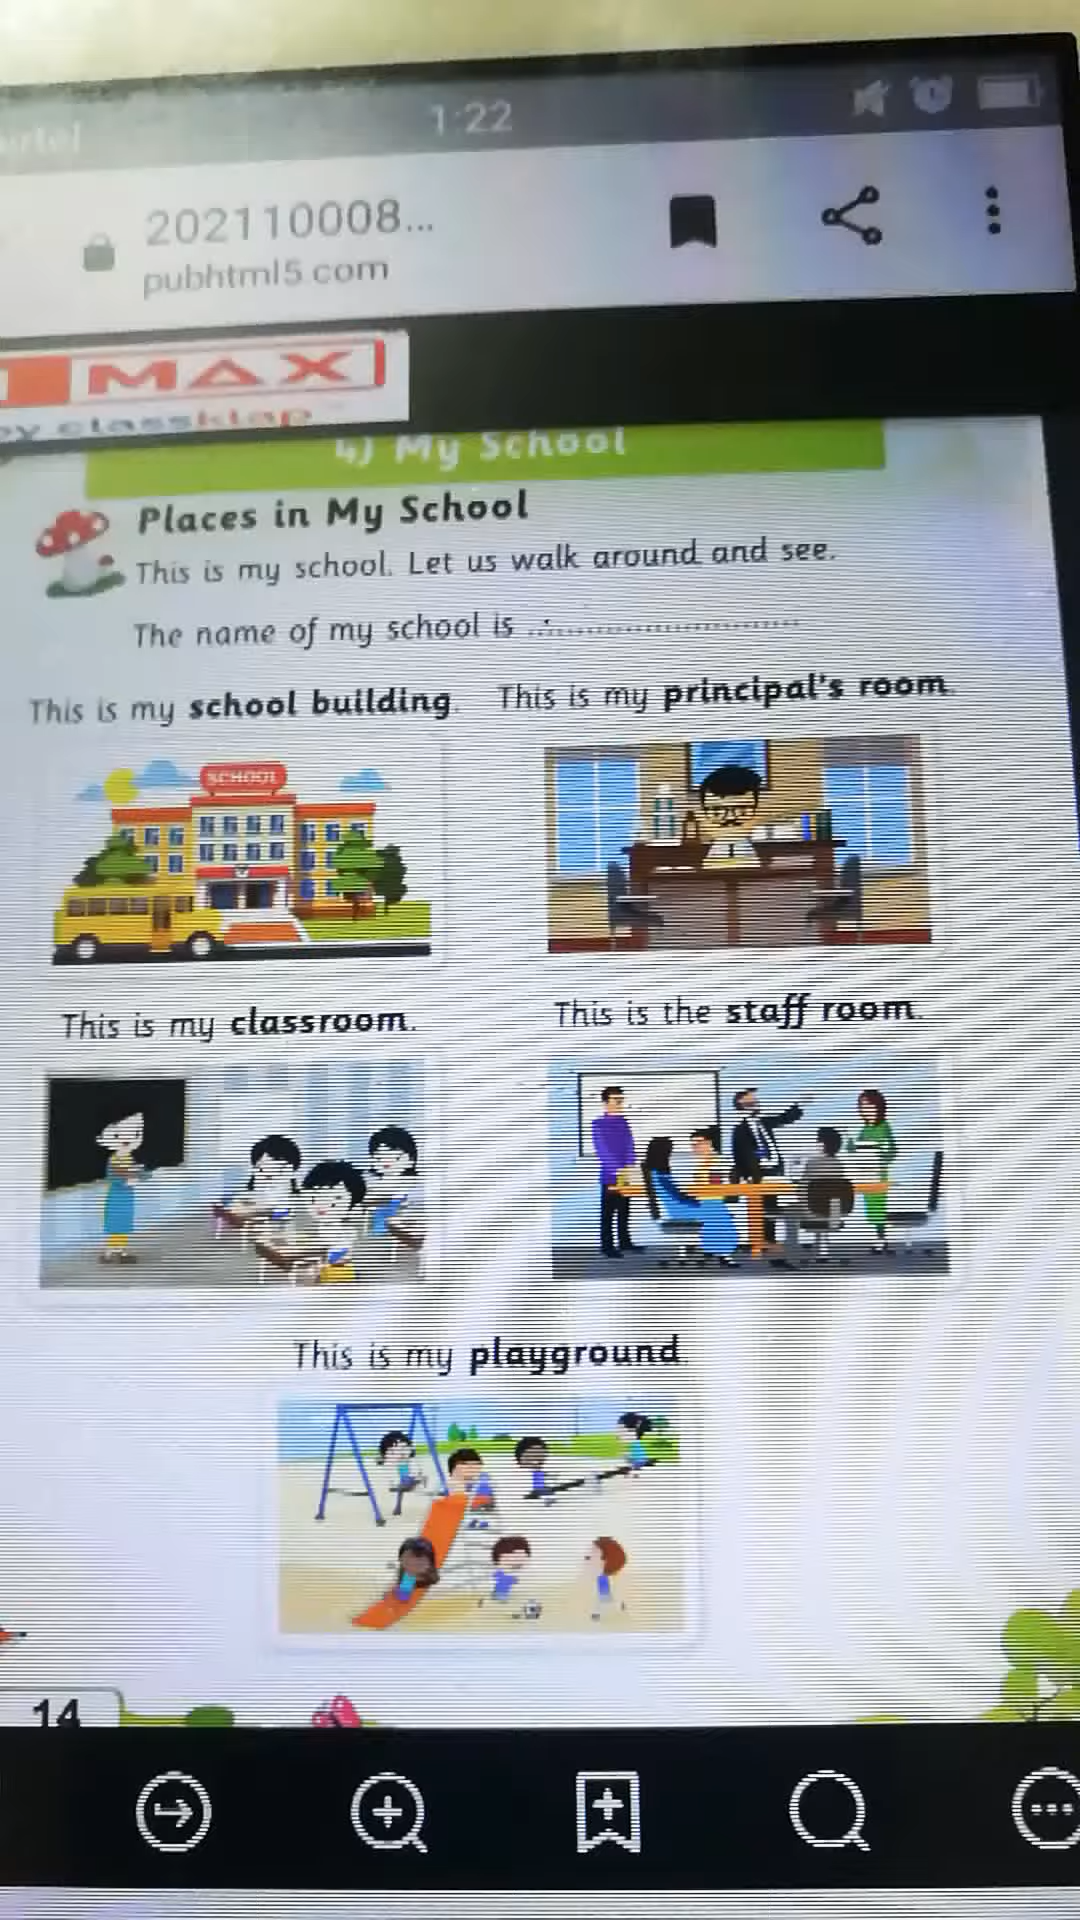 1:22
202110008...
pubhtml5.com
MAX
by classklap
4) My School
Places in My School
This is my school. Let us walk around and see.
The name of my school is ..............................
This is my school building.
This is my principal's room.
SCHOOL
This is my classroom.
This is the staff room.
This is my playground.
14